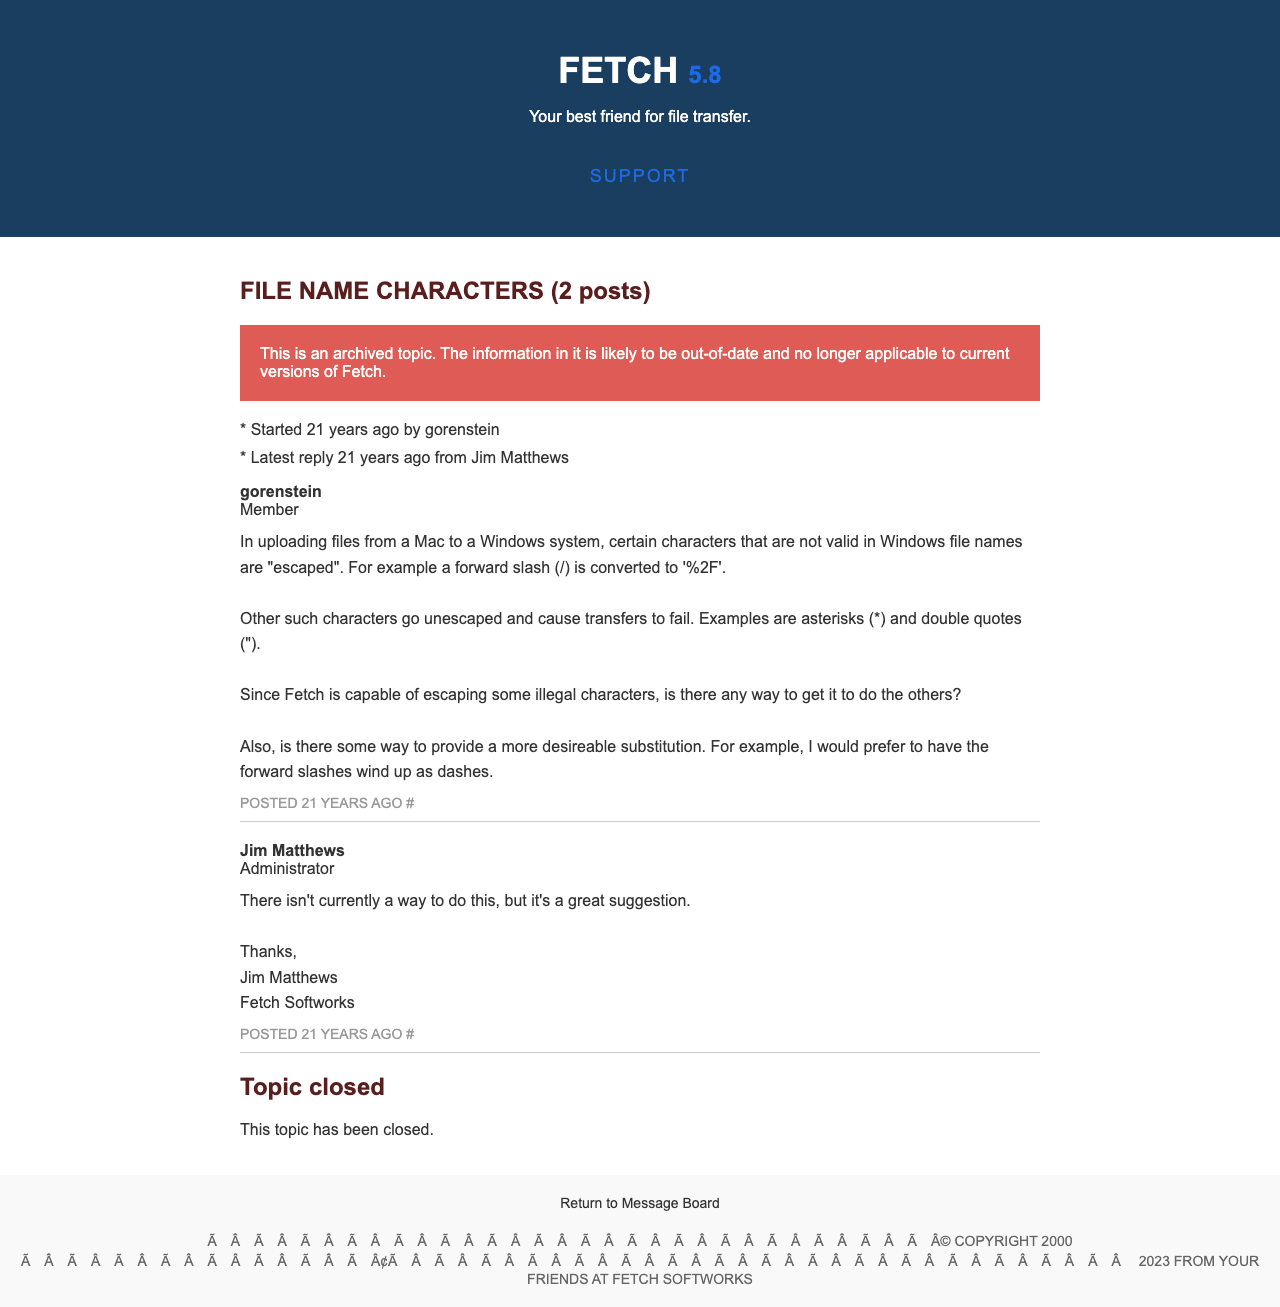 FETCH 5.8
Your best friend for file transfer.
SUPPORT
FILE NAME CHARACTERS (2 posts)
This is an archived topic. The information in it is likely to be out-of-date and no longer applicable to current
versions of Fetch.
* Started 21 years ago by gorenstein
* Latest reply 21 years ago from Jim Matthews
gorenstein
Member
In uploading files from a Mac to a Windows system, certain characters that are not valid in Windows file names
are "escaped". For example a forward slash (/) is converted to '%2F'.
Other such characters go unescaped and cause transfers to fail. Examples are asterisks (*) and double quotes
(").
Since Fetch is capable of escaping some illegal characters, is there any way to get it to do the others?
Also, is there some way to provide a more desireable substitution. For example, I would prefer to have the
forward slashes wind up as dashes.
POSTED 21 YEARS AGO #
Jim Matthews
Administrator
There isn't currently a way to do this, but it's a great suggestion.
Thanks,
Jim Matthews
Fetch Softworks
POSTED 21 YEARS AGO #
Topic closed
This topic has been closed.
Return to Message Board
Ã Â Ã Â Ã Â Ã Â Ã Â Ã Â Ã Â Ã Â Ã Â Ã Â Ã Â Ã Â Ã Â Ã Â Ã Â Ã Â© COPYRIGHT 2000
Ã Â Ã Â Ã Â Ã Â Ã Â Ã Â Ã Â Ã Â¢Ã Â Ã Â Ã Â Ã Â Ã Â Ã Â Ã Â Ã Â Ã Â Ã Â Ã Â Ã Â Ã Â Ã Â Ã Â Ã Â 2023 FROM YOUR
FRIENDS AT FETCH SOFTWORKS